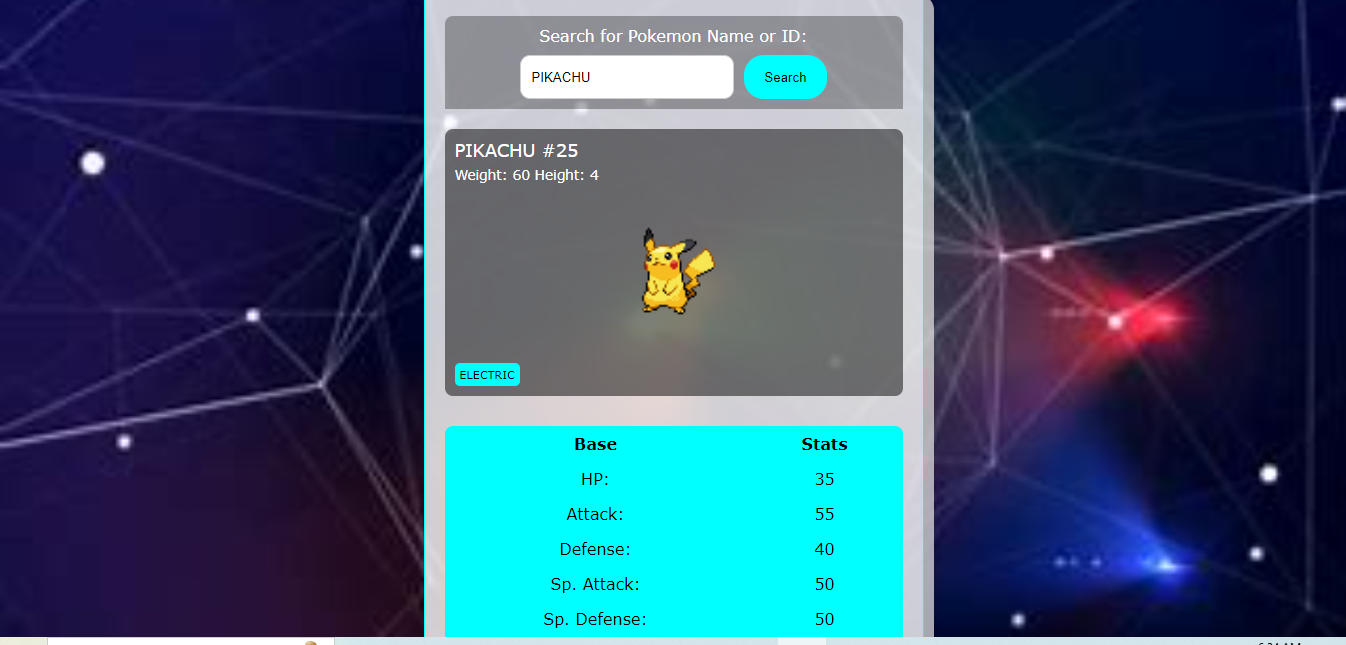 Search for Pokemon Name or ID:
PIKACHU Search
PIKACHU #25
Weight: 60 Height: 4
ELECTRIC
Base Stats
HP: 35
Attack: 55
Defense: 40
Sp. Attack: 50
Sp. Defense: 50